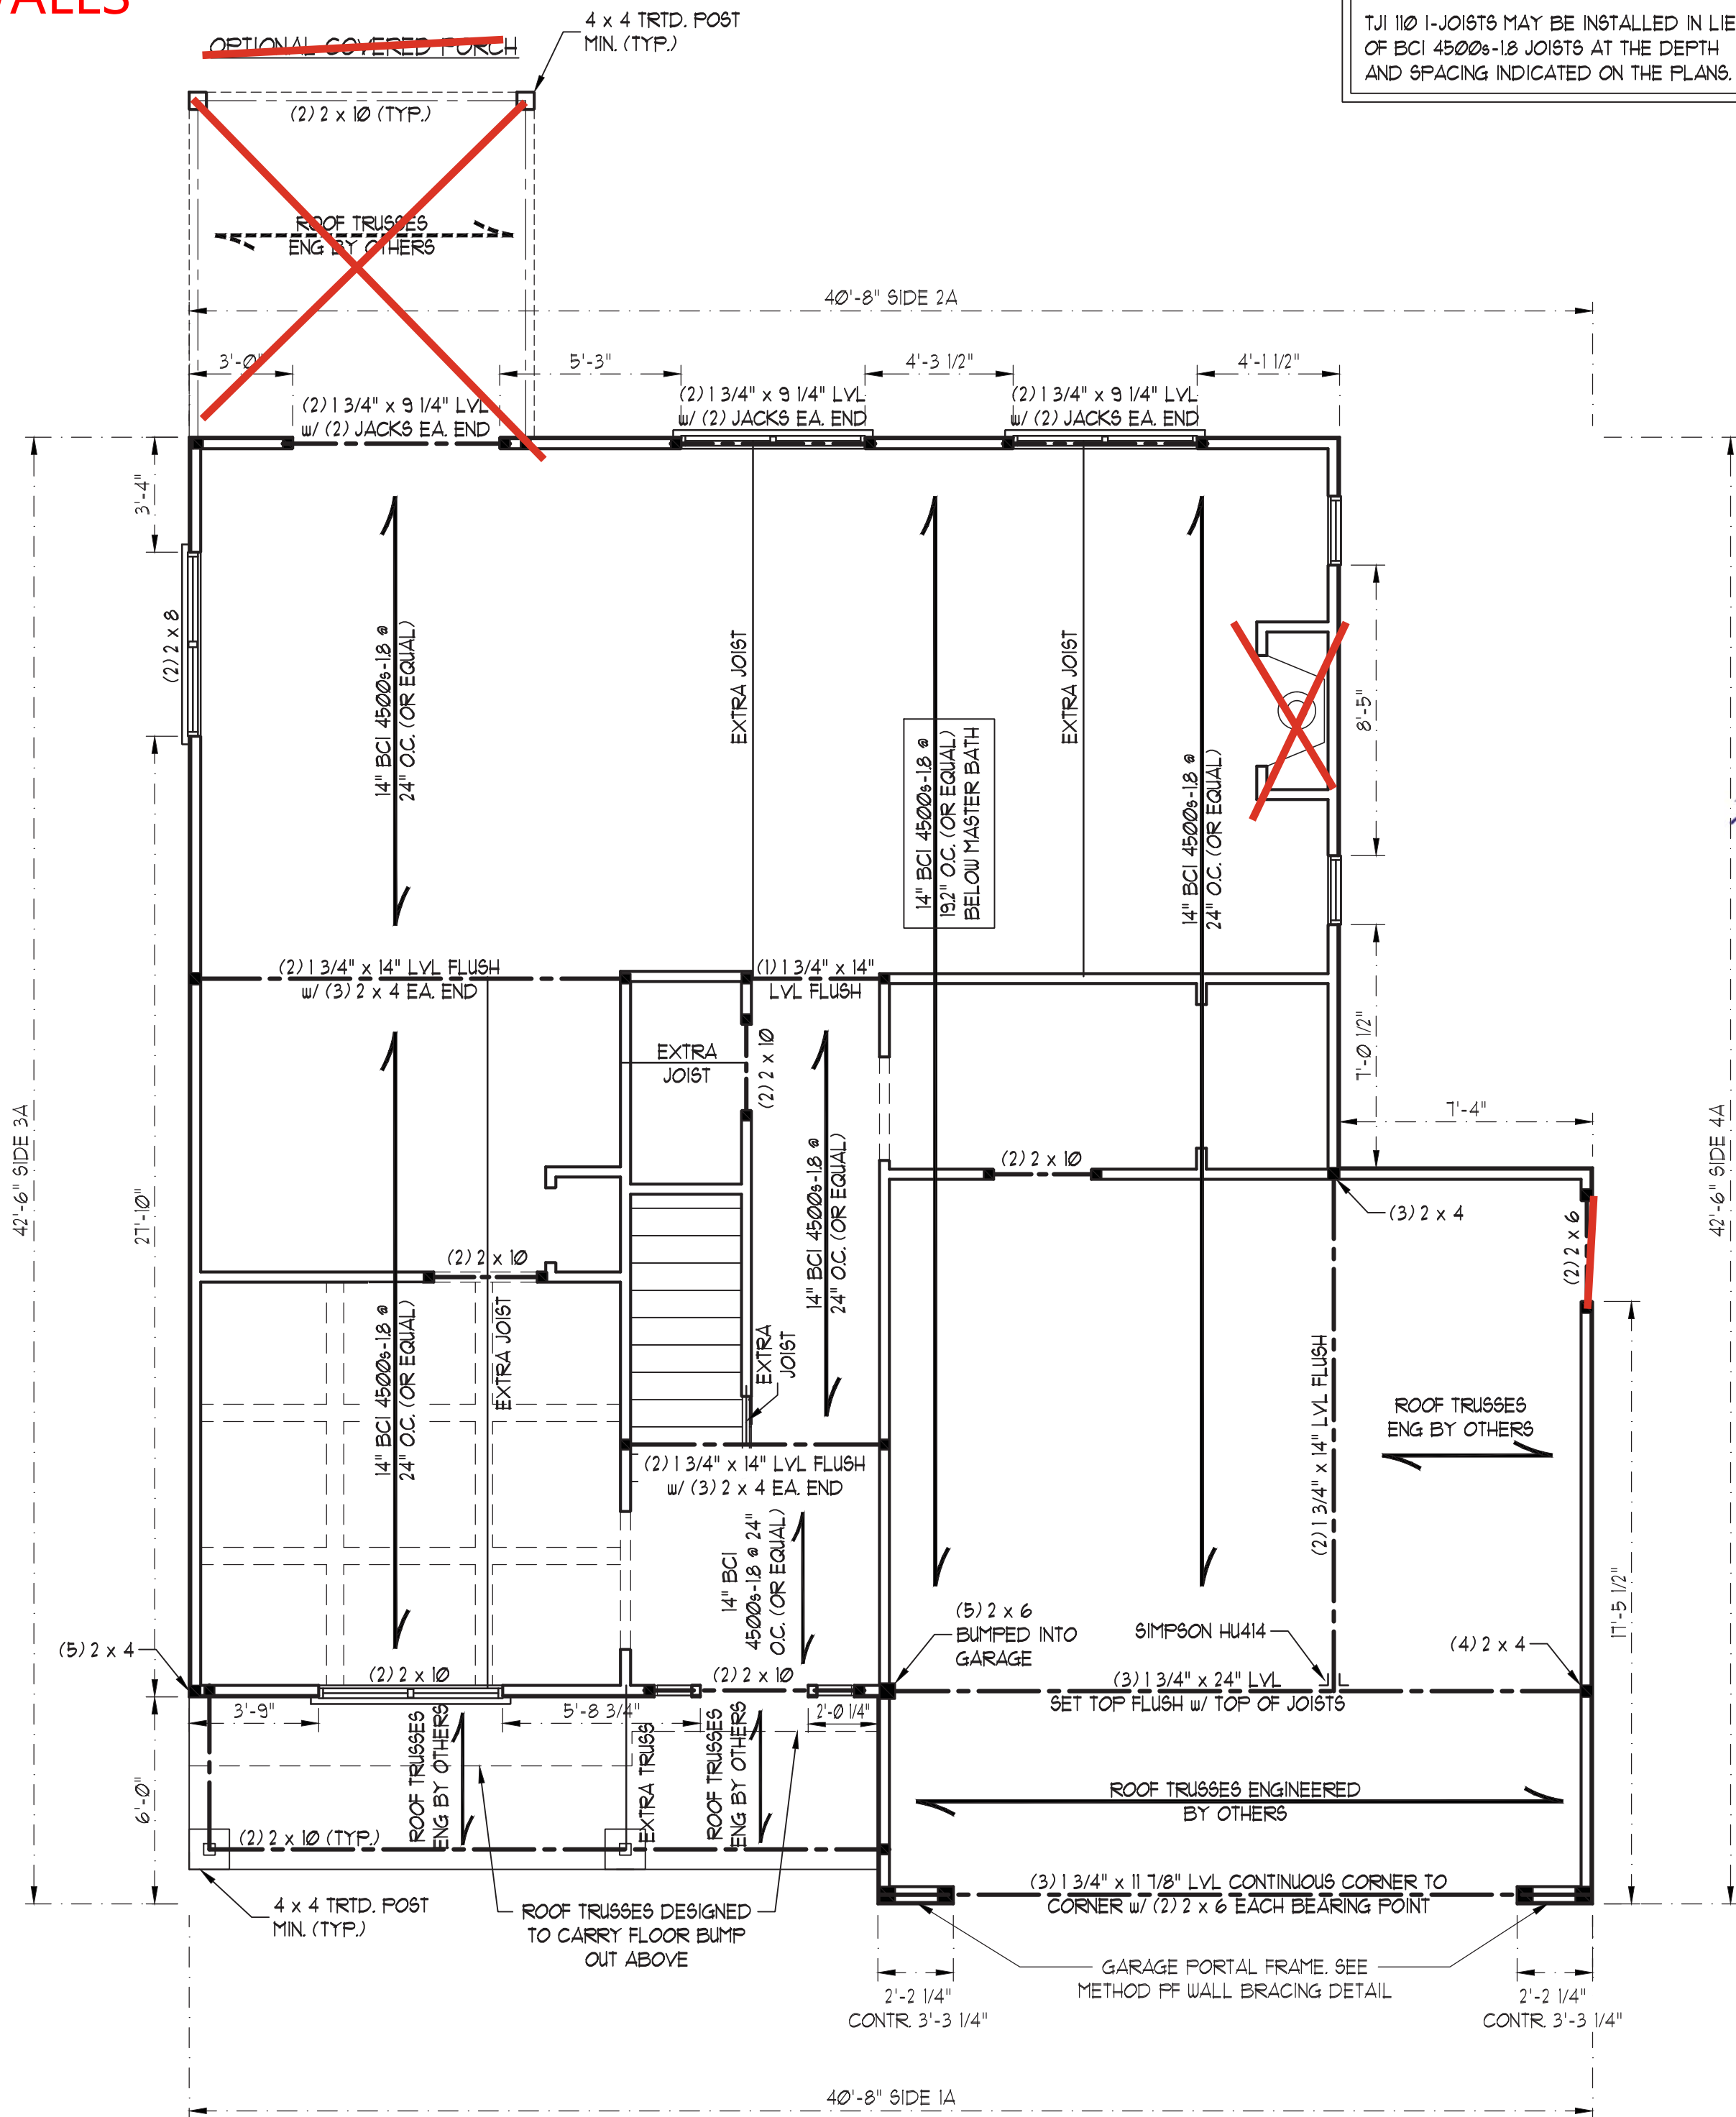 ALLS
OPTIONAL COVERED PORCH
4 x 4 TRTD. POST
MIN. (TYP.)
TJI 110 I-JOISTS MAY BE INSTALLED IN LIE
OF BCI 4500s-1.8 JOISTS AT THE DEPTH
AND SPACING INDICATED ON THE PLANS.
(2) 2 x 10 (TYP.)
ROOF TRUSSES
ENG BY OTHERS
40'-8" SIDE 2A
3'-0"
5'-3"
4'-3 1/2"
4'-1 1/2"
(2) 1 3/4" x 9 1/4" LVL
w/ (2) JACKS EA. END
(2) 1 3/4" x 9 1/4" LVL
w/ (2) JACKS EA. END
(2) 1 3/4" x 9 1/4" LVL
w/ (2) JACKS EA. END
3'-4"
(2) 2 x 8
14" BCI 4500s-1.8 @
24" O.C. (OR EQUAL)
EXTRA JOIST
14" BCI 4500s-1.8 @
19.2" O.C. (OR EQUAL)
BELOW MASTER BATH
EXTRA JOIST
14" BCI 4500s-1.8 @
24" O.C. (OR EQUAL)
8'-5"
(2) 1 3/4" x 14" LVL FLUSH
w/ (3) 2 x 4 EA. END
(1) 1 3/4" x 14"
LVL FLUSH
EXTRA
JOIST
(2) 2 x 10
7'-0 1/2"
7'-4"
42'-6" SIDE 3A
27'-10"
42'-6" SIDE 4A
14" BCI 4500s-1.8 @
24" O.C. (OR EQUAL)
(2) 2 x 10
(3) 2 x 4
(2) 2 x 6
(2) 2 x 10
14" BCI 4500s-1.8 @
24" O.C. (OR EQUAL)
EXTRA JOIST
EXTRA
JOIST
(2) 1 3/4" x 14" LVL FLUSH
ROOF TRUSSES
ENG BY OTHERS
(2) 1 3/4" x 14" LVL FLUSH
w/ (3) 2 x 4 EA. END
14" BCI
4500s-1.8 @ 24"
O.C. (OR EQUAL)
17'-5 1/2"
(5) 2 x 4
(5) 2 x 6
BUMPED INTO
GARAGE
SIMPSON HU414
(4) 2 x 4
(2) 2 x 10
(2) 2 x 10
(3) 1 3/4" x 24" LVL
SET TOP FLUSH w/ TOP OF JOISTS
3'-9"
5'-8 3/4"
2'-0 1/4"
6'-0"
ROOF TRUSSES
ENG BY OTHERS
EXTRA TRUSS
ROOF TRUSSES
ENG BY OTHERS
ROOF TRUSSES ENGINEERED
BY OTHERS
(2) 2 x 10 (TYP.)
4 x 4 TRTD. POST
MIN. (TYP.)
ROOF TRUSSES DESIGNED
TO CARRY FLOOR BUMP
OUT ABOVE
(3) 1 3/4" x 11 7/8" LVL CONTINUOUS CORNER TO
CORNER w/ (2) 2 x 6 EACH BEARING POINT
GARAGE PORTAL FRAME. SEE
METHOD PF WALL BRACING DETAIL
2'-2 1/4"
CONTR. 3'-3 1/4"
2'-2 1/4"
CONTR. 3'-3 1/4"
40'-8" SIDE 1A